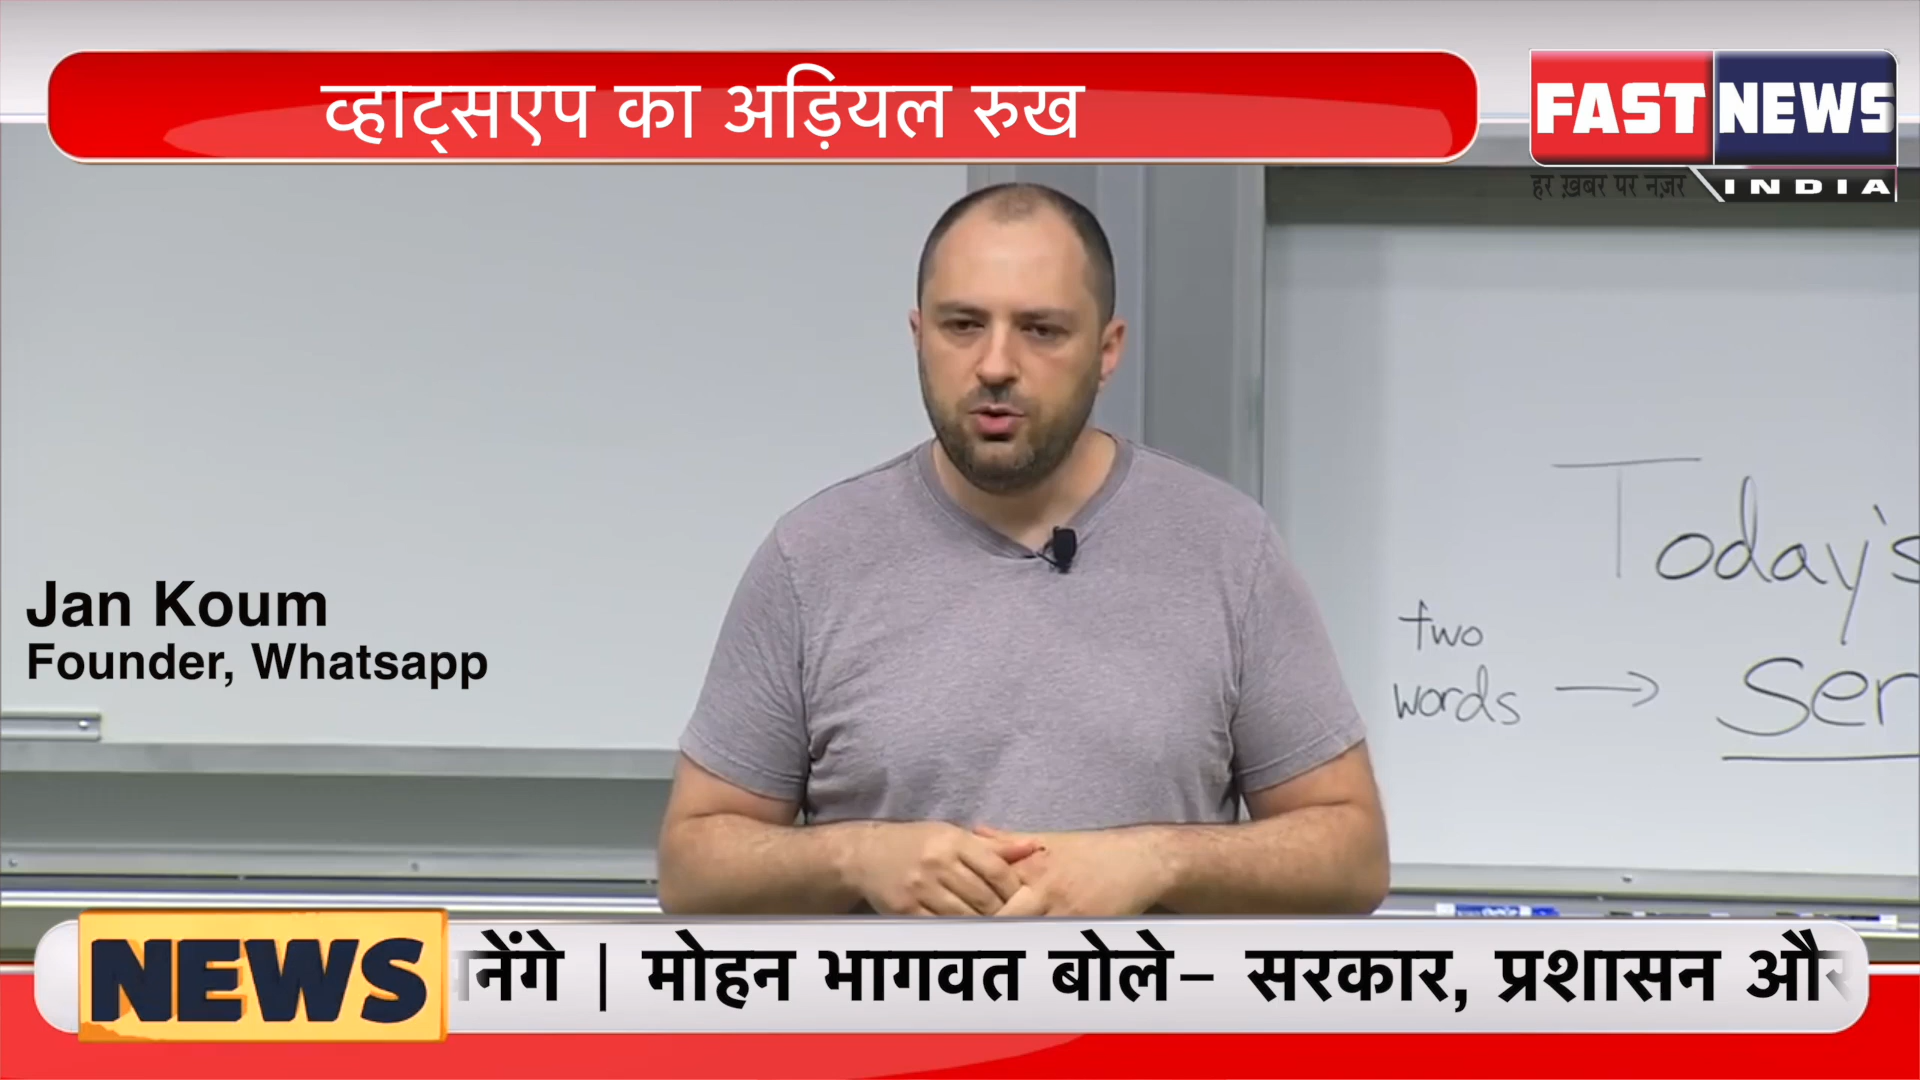 व्हाट्सएप का अड़ियल रुख
FAST NEWS
हर ख़बर पर नज़र INDIA
Jan Koum
Founder, Whatsapp
Today's
two
words →
NEWS | मोहन भागवत बोले– सरकार, प्रशासन और